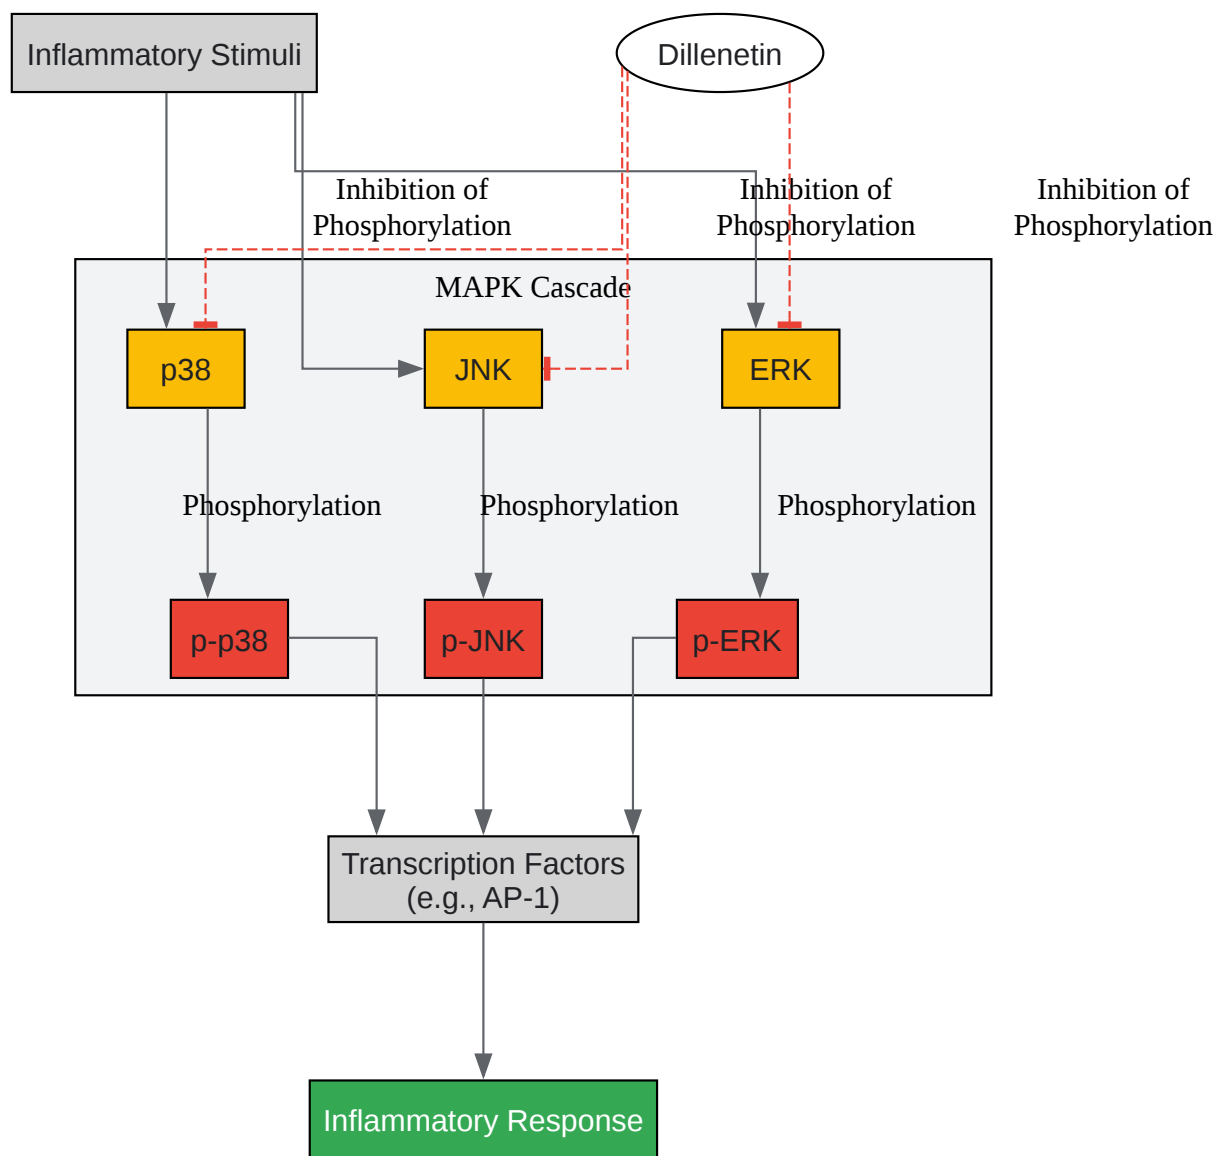 Inflammatory Stimuli
Dillenetin
Inhibition of
Phosphorylation
Inhibition of
Phosphorylation
Inhibition of
Phosphorylation
MAPK Cascade
p38
JNK
ERK
Phosphorylation
Phosphorylation
Phosphorylation
p-p38
p-JNK
p-ERK
Transcription Factors
(e.g., AP-1)
Inflammatory Response